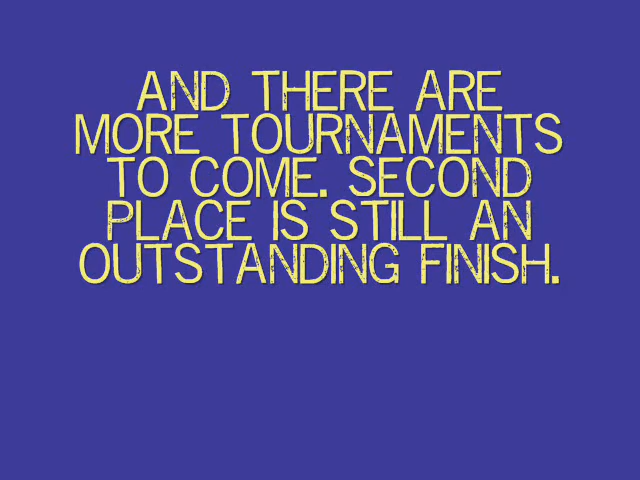 AND THERE ARE
MORE TOURNAMENTS
TO COME. SECOND
PLACE IS STILL AN
OUTSTANDING FINISH.